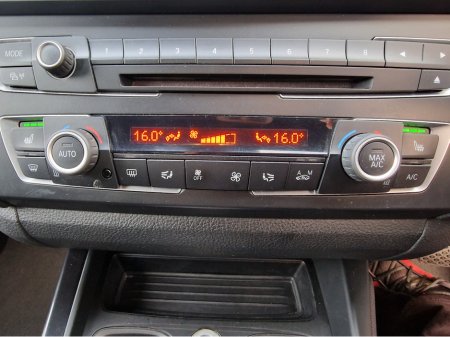 MODE 1 2 3 4 5 6 7 8
16.0° 16.0°
AUTO MAX A/C
OFF A M A/C